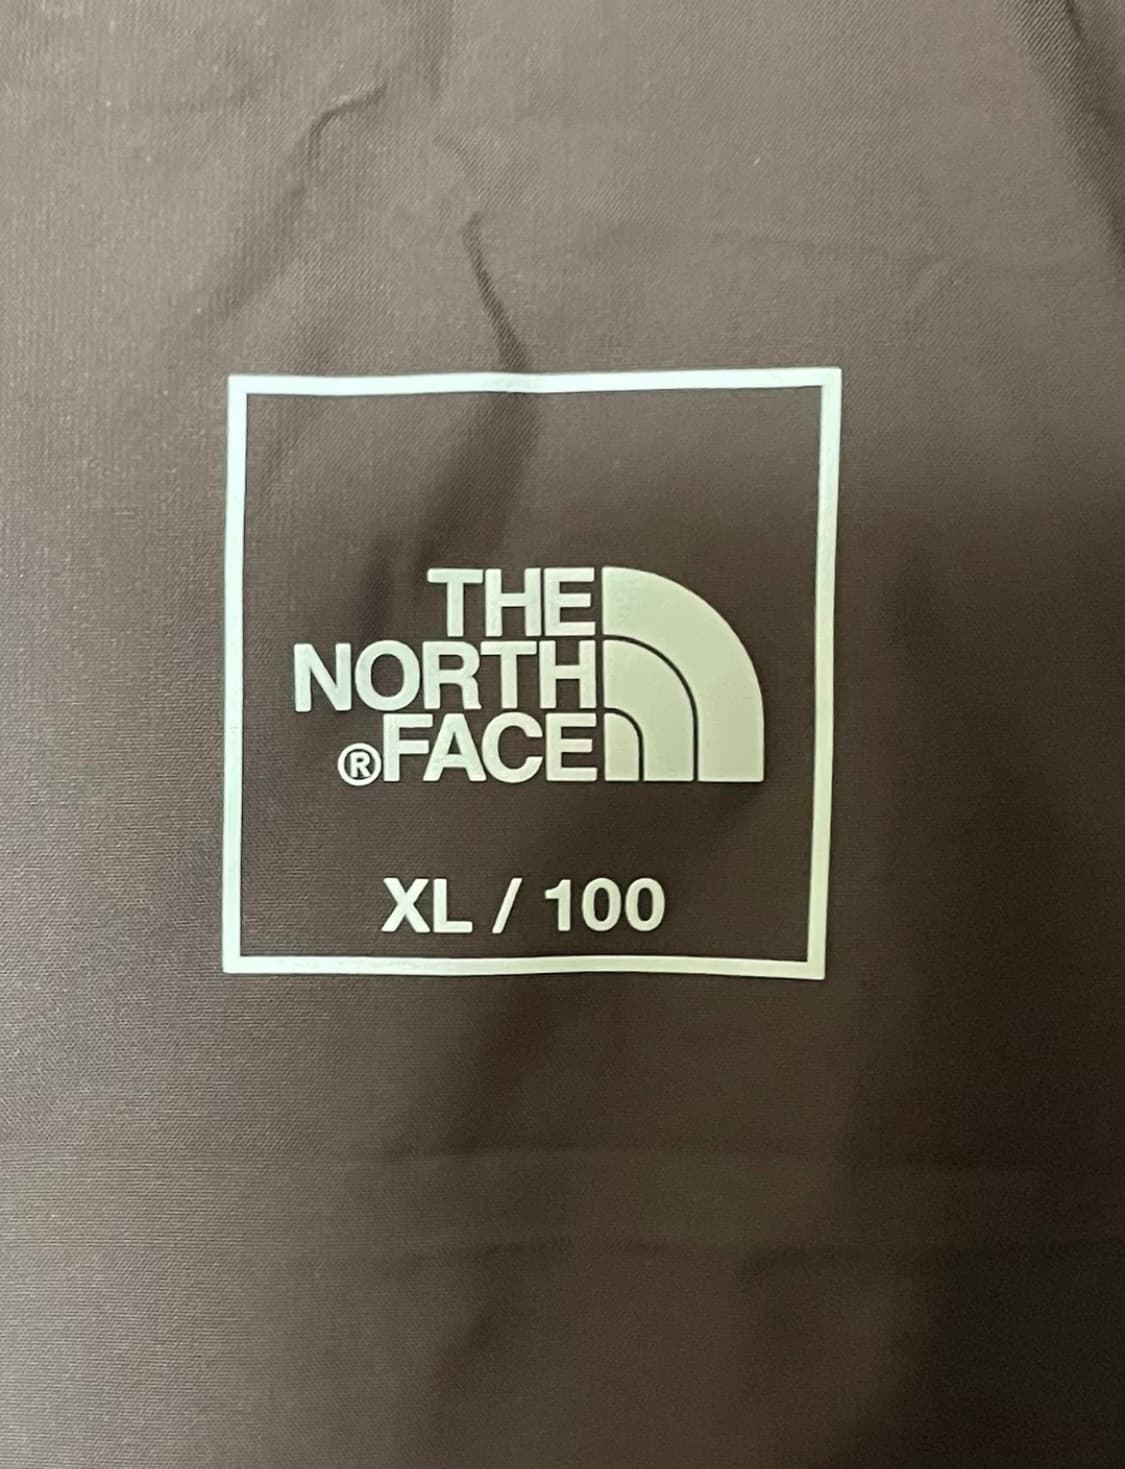 THE
NORTH
®FACE
XL / 100